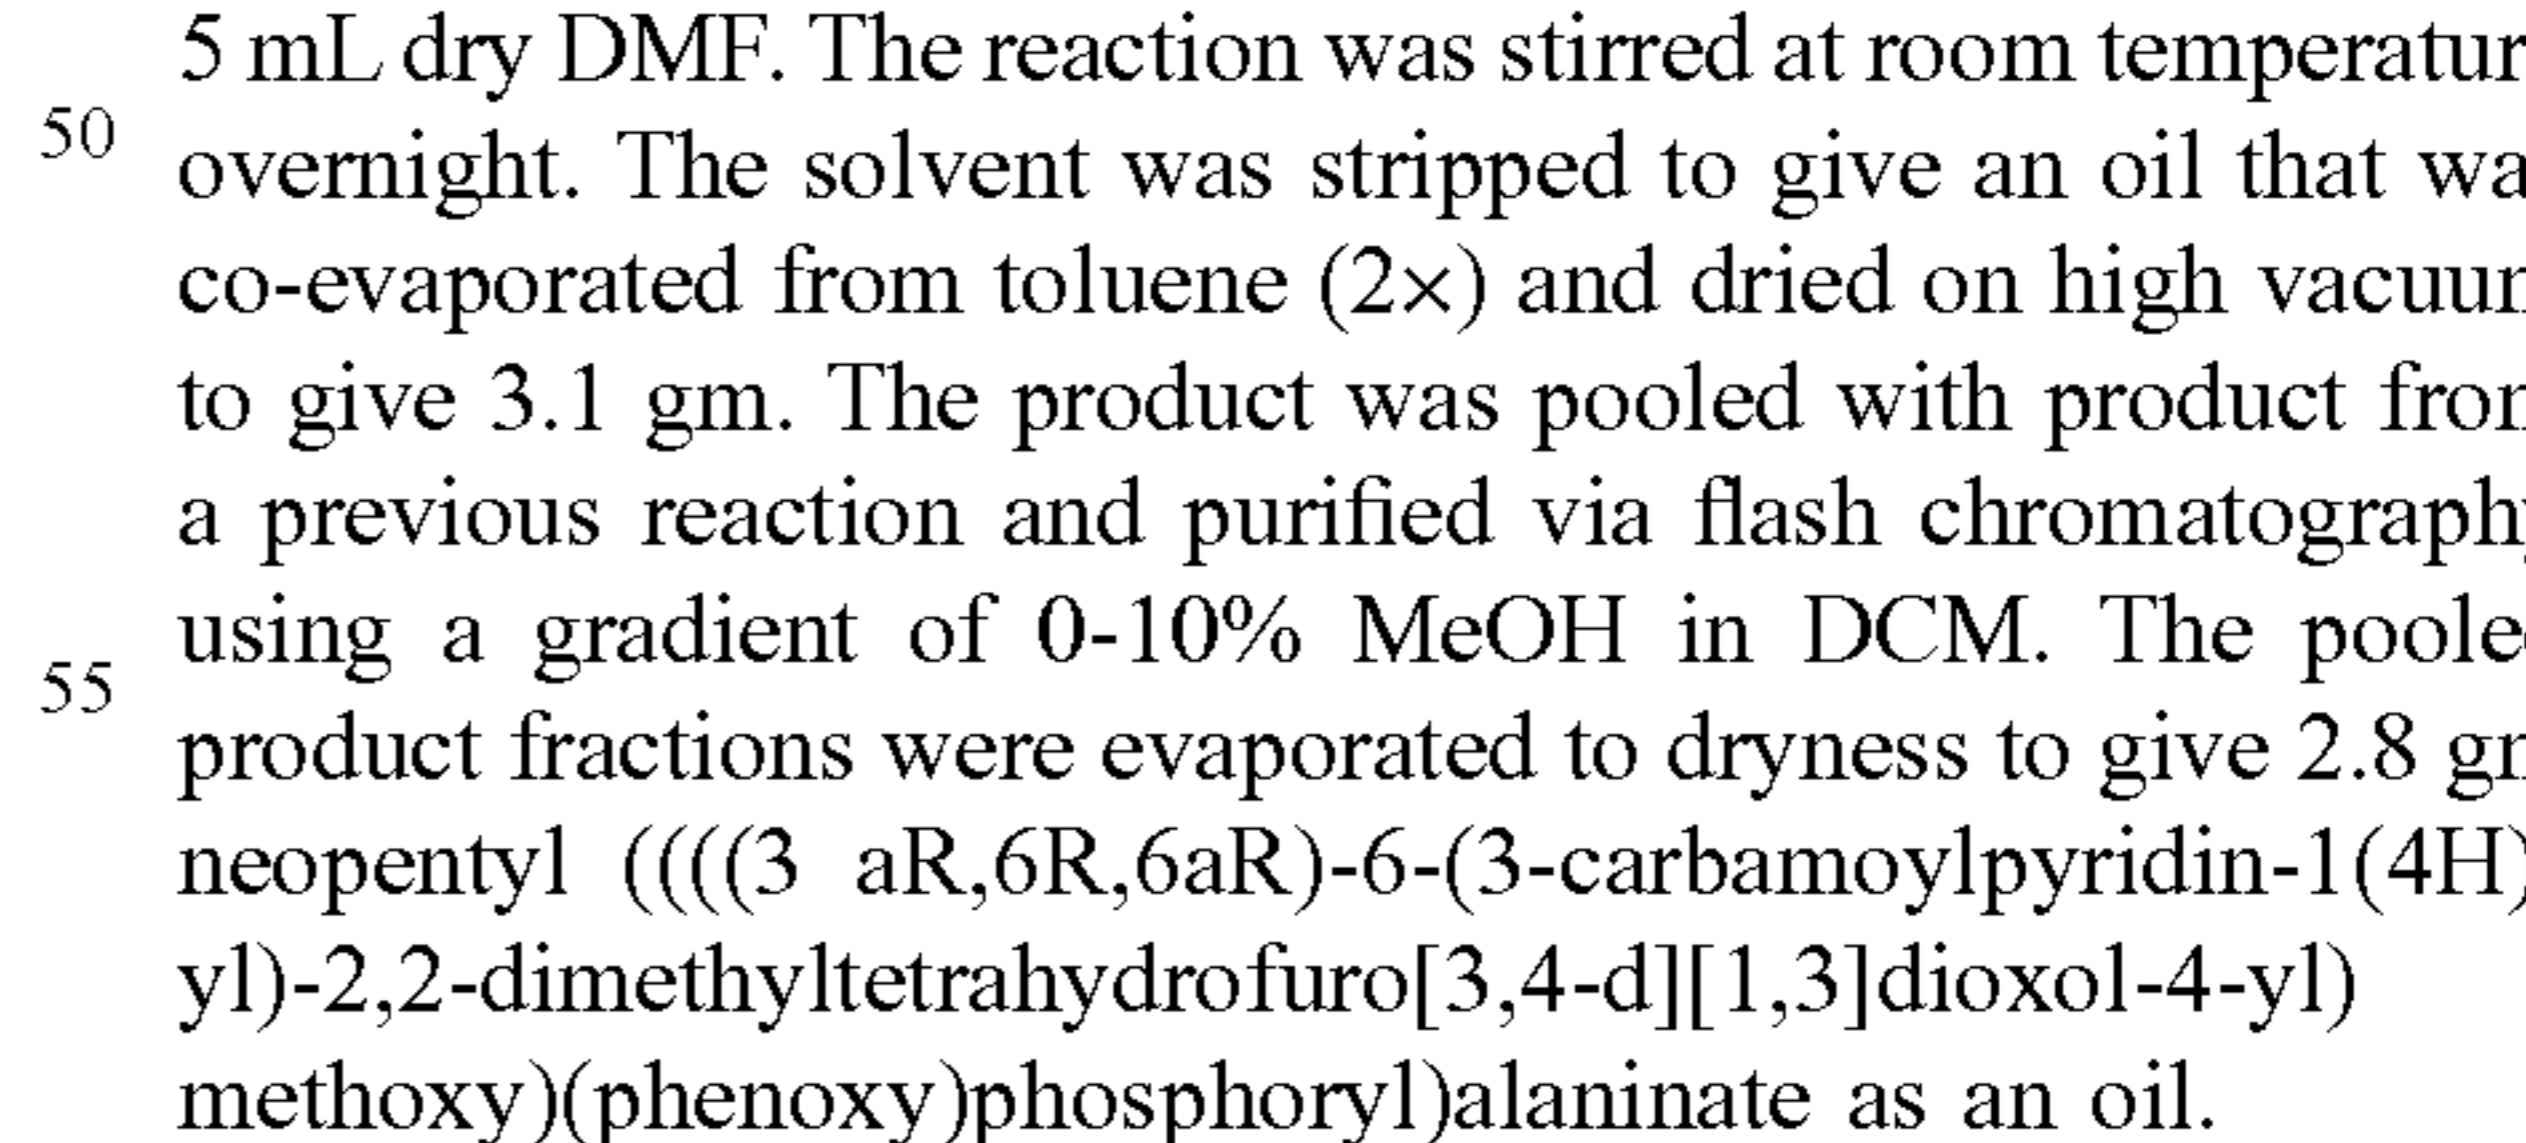 5 mL dry DMF. The reaction was stirred at room temperatur
50
overnight. The solvent was stripped to give an oil that wa
co-evaporated from toluene (2×) and dried on high vacuum
to give 3.1 gm. The product was pooled with product from
a previous reaction and purified via flash chromatography
using a gradient of 0-10% MeOH in DCM. The pooled
55
product fractions were evaporated to dryness to give 2.8 gm
neopentyl ((((3 aR,6R,6aR)-6-(3-carbamoylpyridin-1(4H)
yl)-2,2-dimethyltetrahydrofuro[3,4-d][1,3]dioxol-4-yl)
methoxy)(phenoxy)phosphoryl)alaninate as an oil.